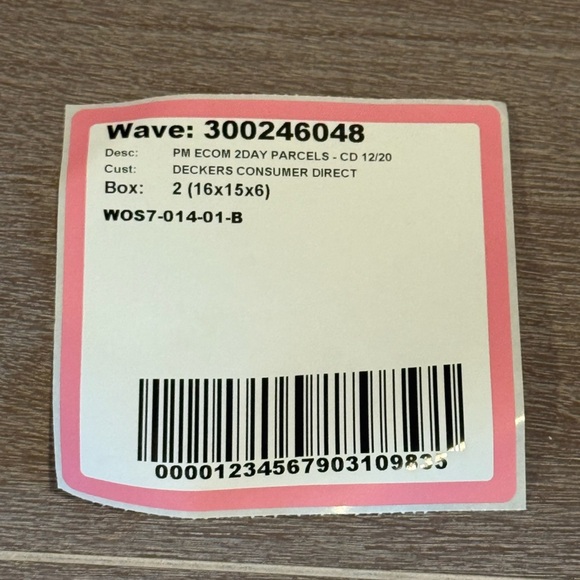 Wave: 300246048
Desc: PM ECOM 2DAY PARCELS - CD 12/20
Cust: DECKERS CONSUMER DIRECT
Box: 2 (16x15x6)
WOS7-014-01-B
00001234567903109835